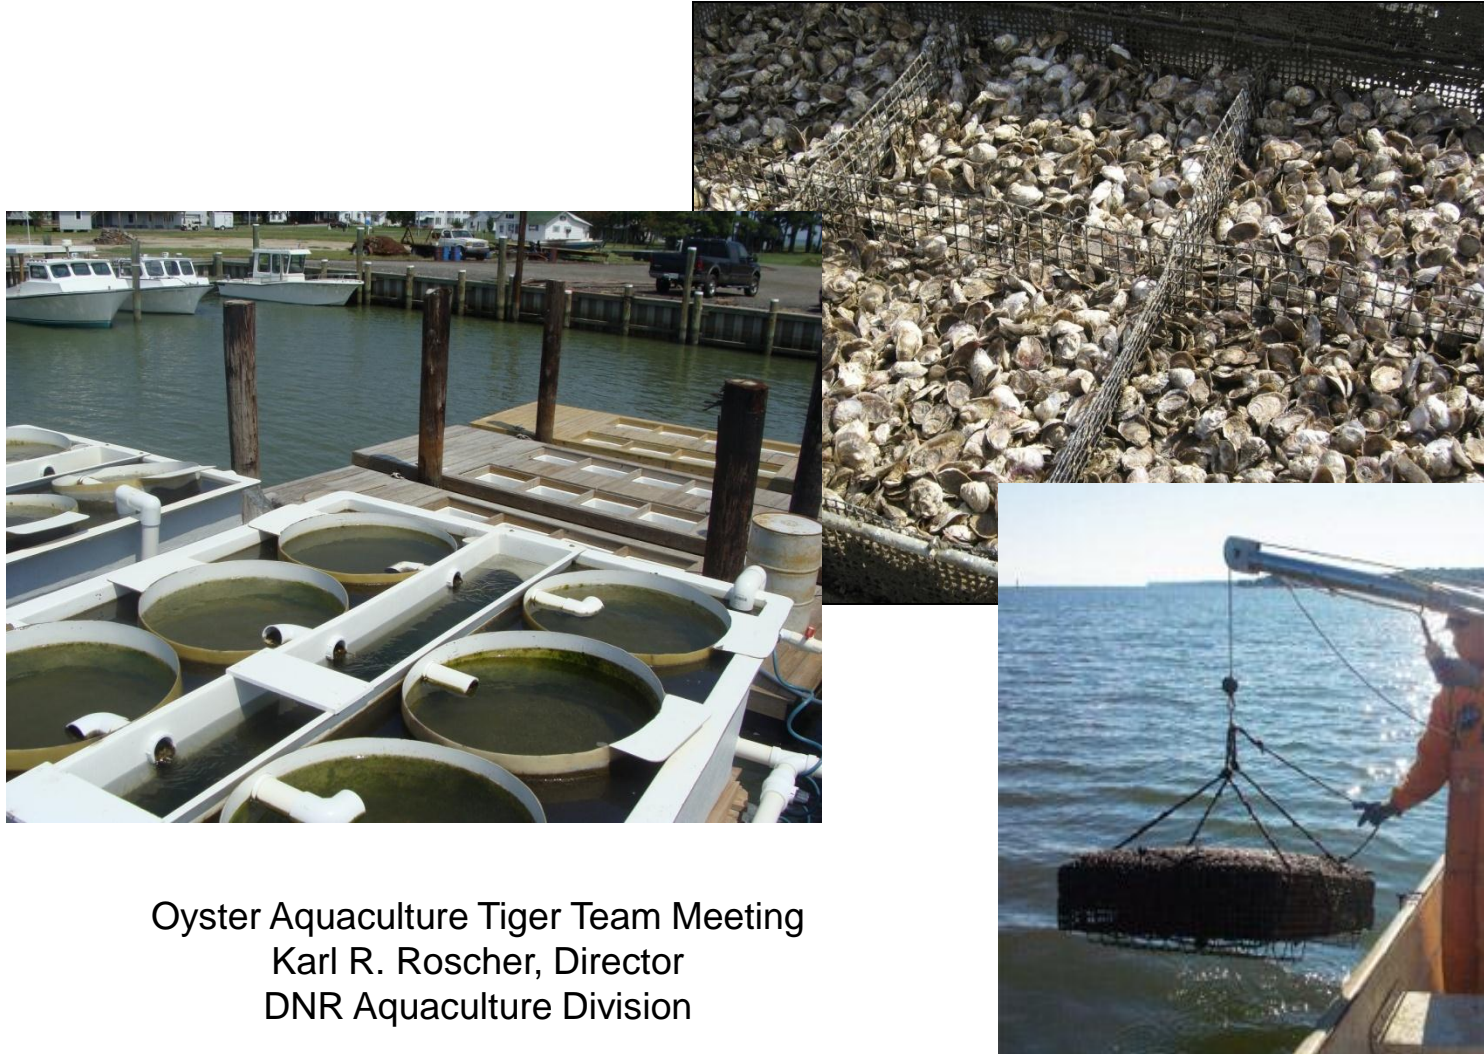 Oyster Aquaculture Tiger Team Meeting
Karl R. Roscher, Director
DNR Aquaculture Division